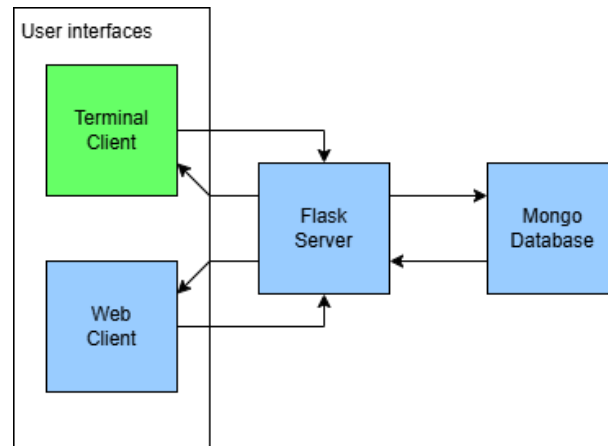 User interfaces
Terminal
Client
Flask
Server
Mongo
Database
Web
Client